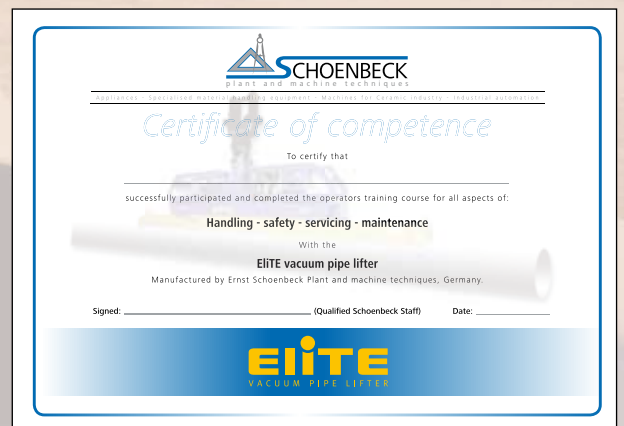 SCHOENBECK
plant and machine techniques
Appliances - Specialized material handling equipment - Machines for Ceramic industry - Industrial automation
Certificate of competence
To certify that
successfully participated and completed the operators training course for all aspects of:
Handling - safety - servicing - maintenance
With the
EliTE vacuum pipe lifter
Manufactured by Ernst Schoenbeck Plant and machine techniques, Germany.
Signed: (Qualified Schoenbeck Staff) Date:
EliTE
VACUUM PIPE LIFTER